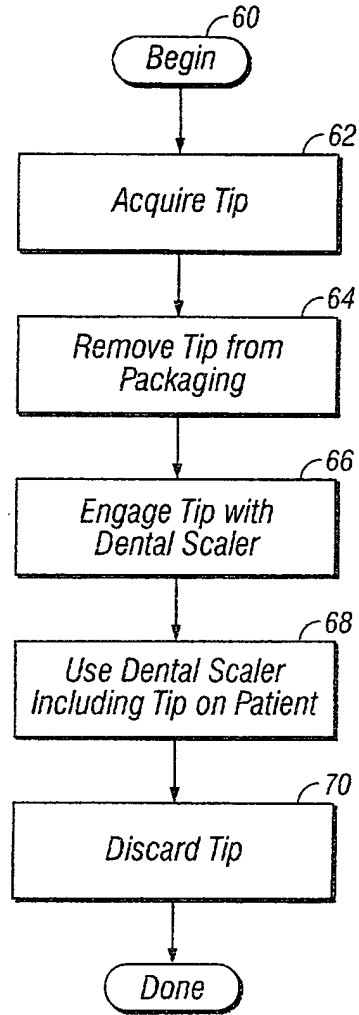 60
Begin
62
Acquire Tip
64
Remove Tip from
Packaging
66
Engage Tip with
Dental Scaler
68
Use Dental Scaler
Including Tip on Patient
70
Discard Tip
Done